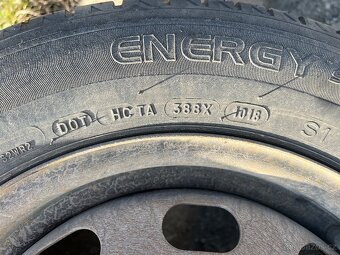 ENERGY
DOT HC TA 388X 1018 S1